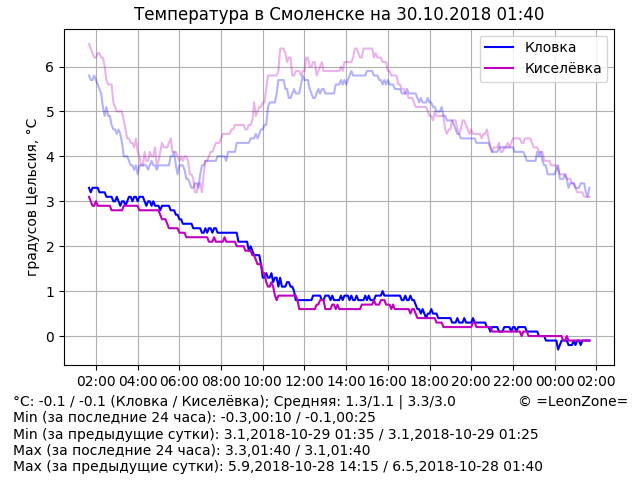 Температура в Смоленске на 30.10.2018 01:40
Кловка
Киселёвка
градусов Цельсия, °C
6
5
4
3
2
1
0
02:00 04:00 06:00 08:00 10:00 12:00 14:00 16:00 18:00 20:00 22:00 00:00 02:00
°C: -0.1 / -0.1 (Кловка / Киселёвка); Средняя: 1.3/1.1 | 3.3/3.0 © =LeonZone=
Min (за последние 24 часа): -0.3,00:10 / -0.1,00:25
Min (за предыдущие сутки): 3.1,2018-10-29 01:35 / 3.1,2018-10-29 01:25
Max (за последние 24 часа): 3.3,01:40 / 3.1,01:40
Max (за предыдущие сутки): 5.9,2018-10-28 14:15 / 6.5,2018-10-28 01:40